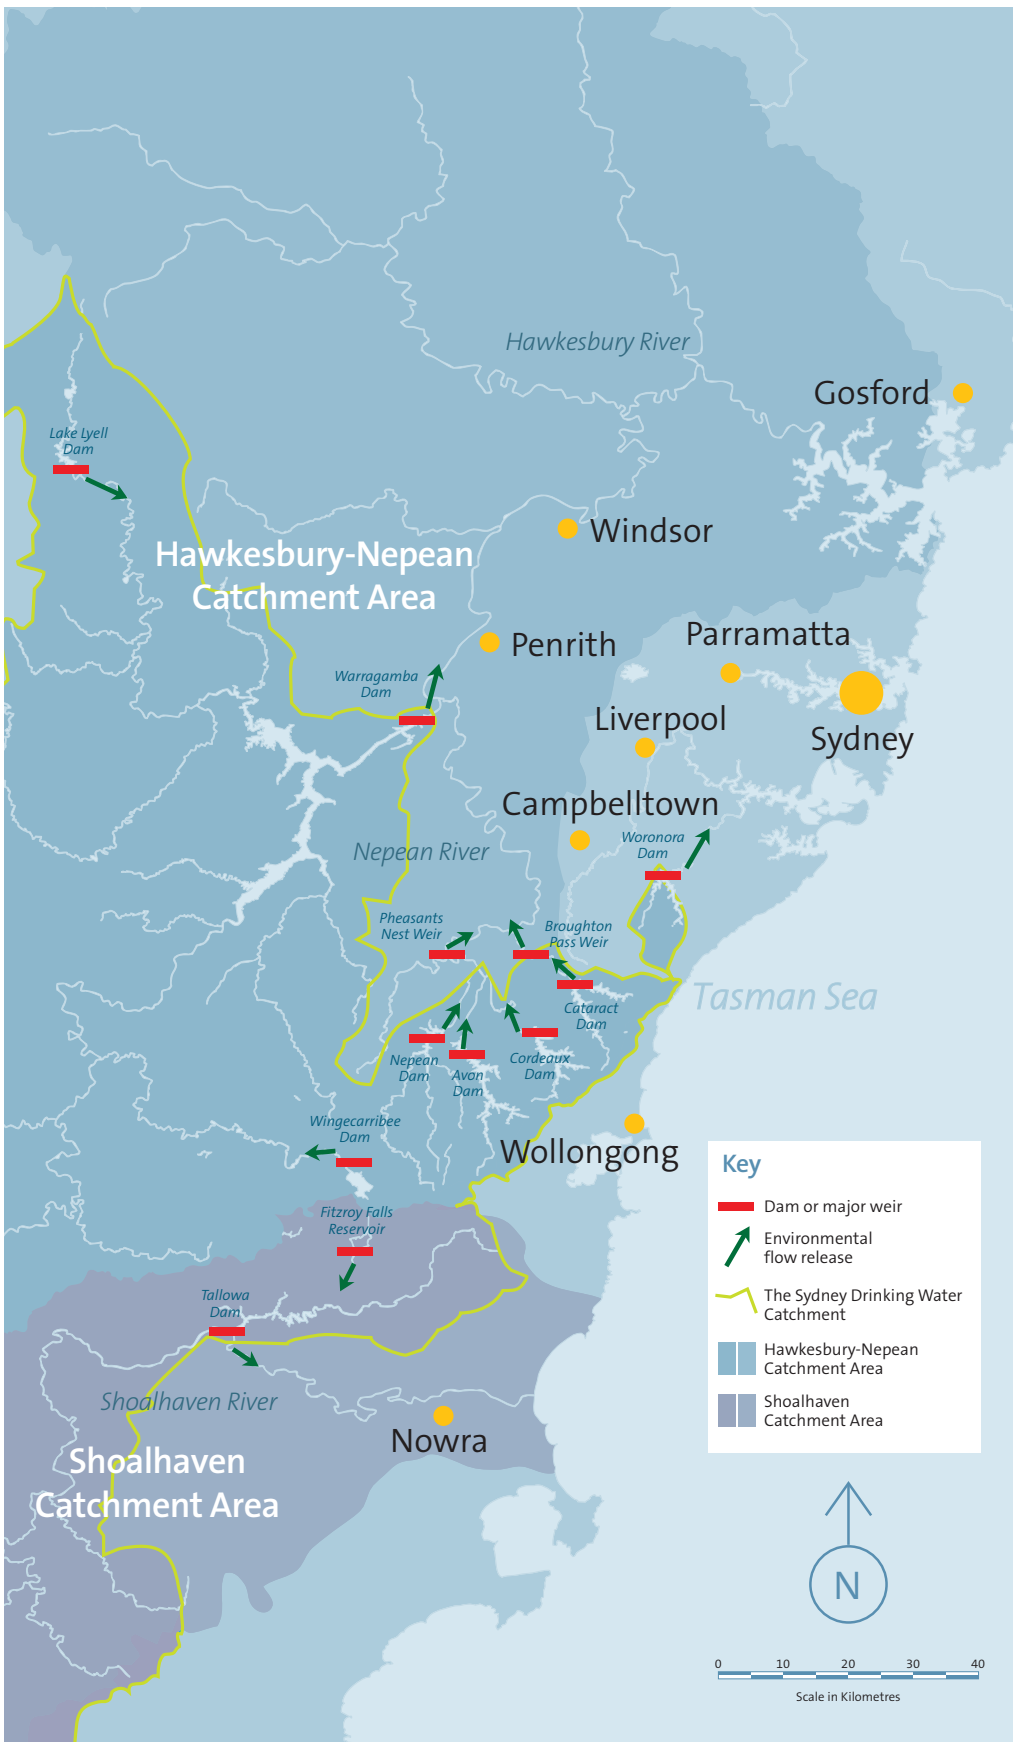 Hawkesbury River
Gosford
Lake Lyell
Dam
Windsor
Hawkesbury-Nepean
Catchment Area
Parramatta
Penrith
Warragamba
Dam
Liverpool
Sydney
Campbelltown
Woronora
Dam
Nepean River
Pheasants
Nest Weir
Broughton
Pass Weir
Tasman Sea
Cataract
Dam
Nepean
Dam
Avon
Dam
Cordeaux
Dam
Wingecarribee
Dam
Wollongong
Fitzroy Falls
Reservoir
Tallowa
Dam
Shoalhaven River
Nowra
Shoalhaven
Catchment Area
Key
Dam or major weir
Environmental
flow release
The Sydney Drinking Water
Catchment
Hawkesbury-Nepean
Catchment Area
Shoalhaven
Catchment Area
N
0 10 20 30 40
Scale in Kilometres